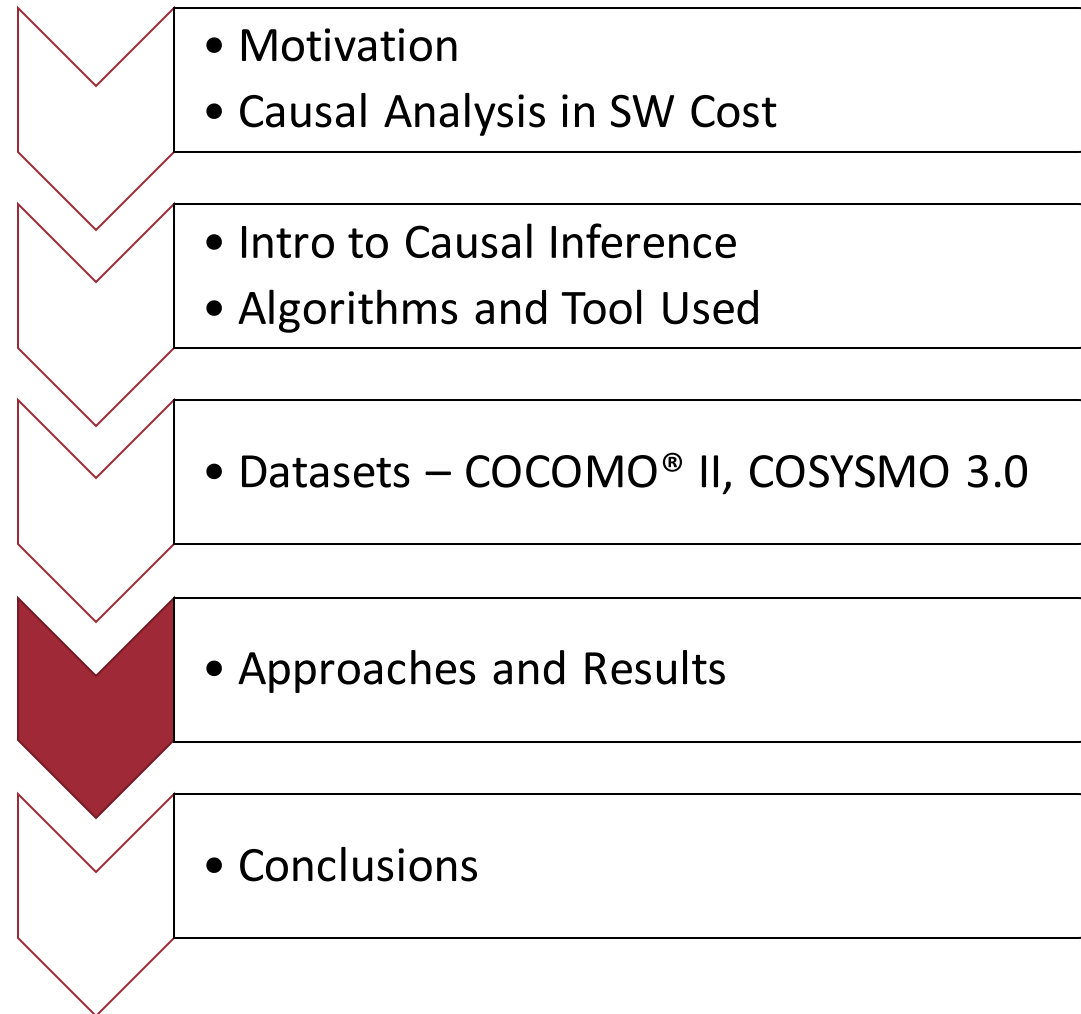 • Motivation
• Causal Analysis in SW Cost
• Intro to Causal Inference
• Algorithms and Tool Used
• Datasets – COCOMO® II, COSYSMO 3.0
• Approaches and Results
• Conclusions